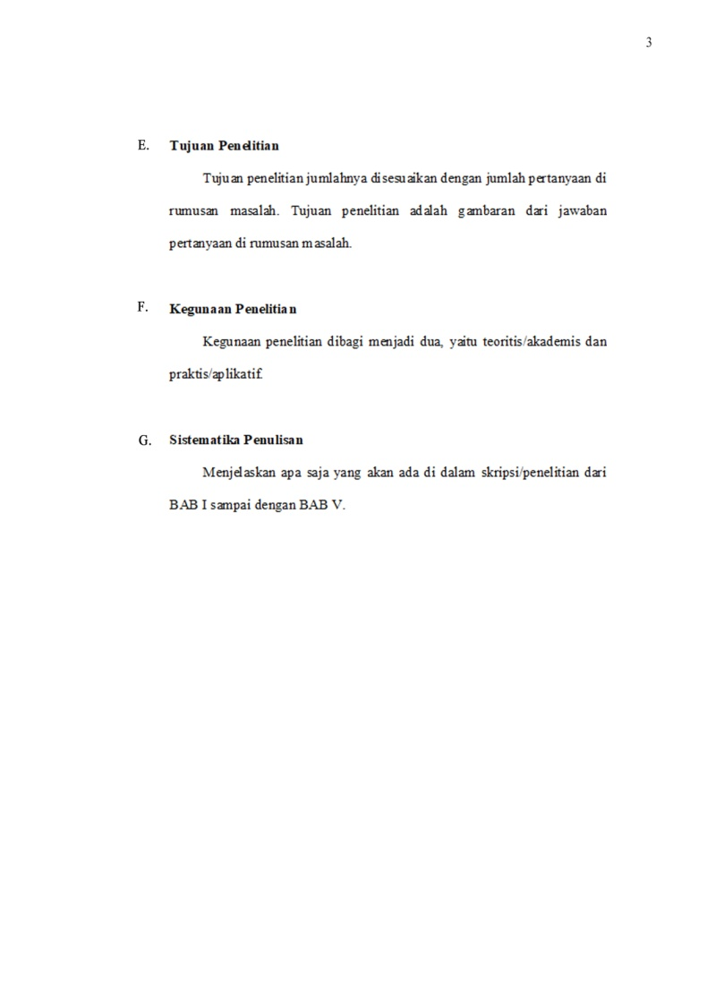 3
E. Tujuan Penelitian
Tujuan penelitian jumlahnya disesuaikan dengan jumlah pertanyaan di
rumusan masalah. Tujuan penelitian adalah gambaran dari jawaban
pertanyaan di rumusan masalah.
F. Kegunaan Penelitian
Kegunaan penelitian dibagi menjadi dua, yaitu teoritis/akademis dan
praktis/aplikatif.
G. Sistematika Penulisan
Menjelaskan apa saja yang akan ada di dalam skripsi/penelitian dari
BAB I sampai dengan BAB V.